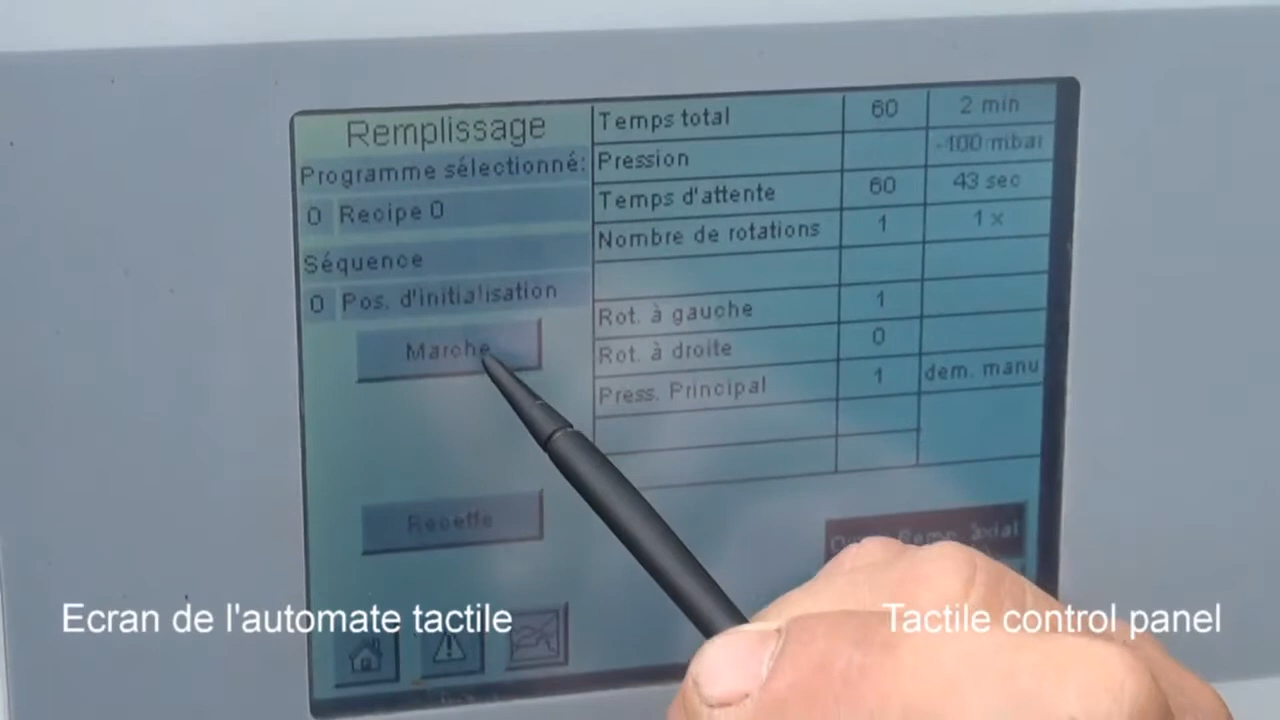 Remplissage
Programme sélectionné:
0 Recipe 0
Séquence
0 Pos. d'initialisation
Marche
Recette
Temps total 60 2 min
Pression -100 mbar
Temps d'attente 60 43 sec
Nombre de rotations 1 1 x
Rot. à gauche 1
Rot. à droite 0
Press. Principal 1 dem. manu
Remp. axial
Ecran de l'automate tactile
Tactile control panel